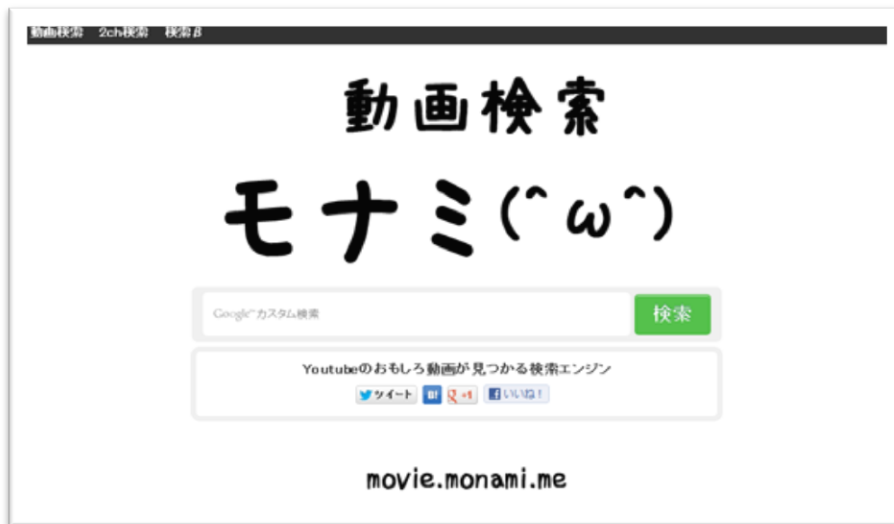 動画検索 2ch検索 検索β
動画検索
モナミ(^ω^)
Google™カスタム検索
検索
Youtubeのおもしろ動画が見つかる検索エンジン
ツイート B! +1 いいね!
movie.monami.me